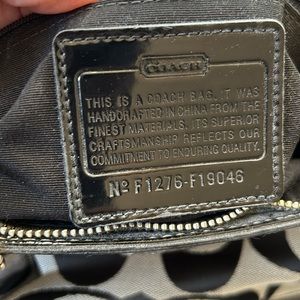 COACH
THIS IS A COACH BAG. IT WAS
HANDCRAFTED IN CHINA FROM THE
FINEST MATERIALS. ITS SUPERIOR
CRAFTSMANSHIP REFLECTS OUR
COMMITMENT TO ENDURING QUALITY.
Nº F1276-F19046